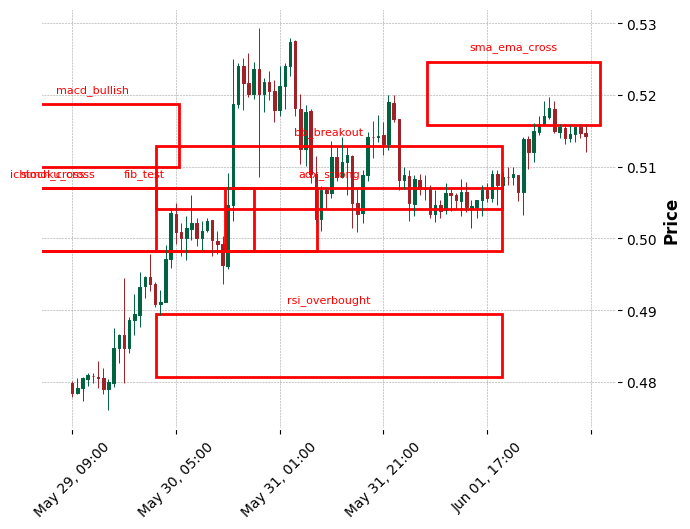 0.53
sma_ema_cross
macd_bullish
0.52
bb_breakout
fib_test
adx_strong
0.51
0.50
rsi_overbought
0.49
0.48
Price
May 29, 09:00
May 30, 05:00
May 31, 01:00
May 31, 21:00
Jun 01, 17:00